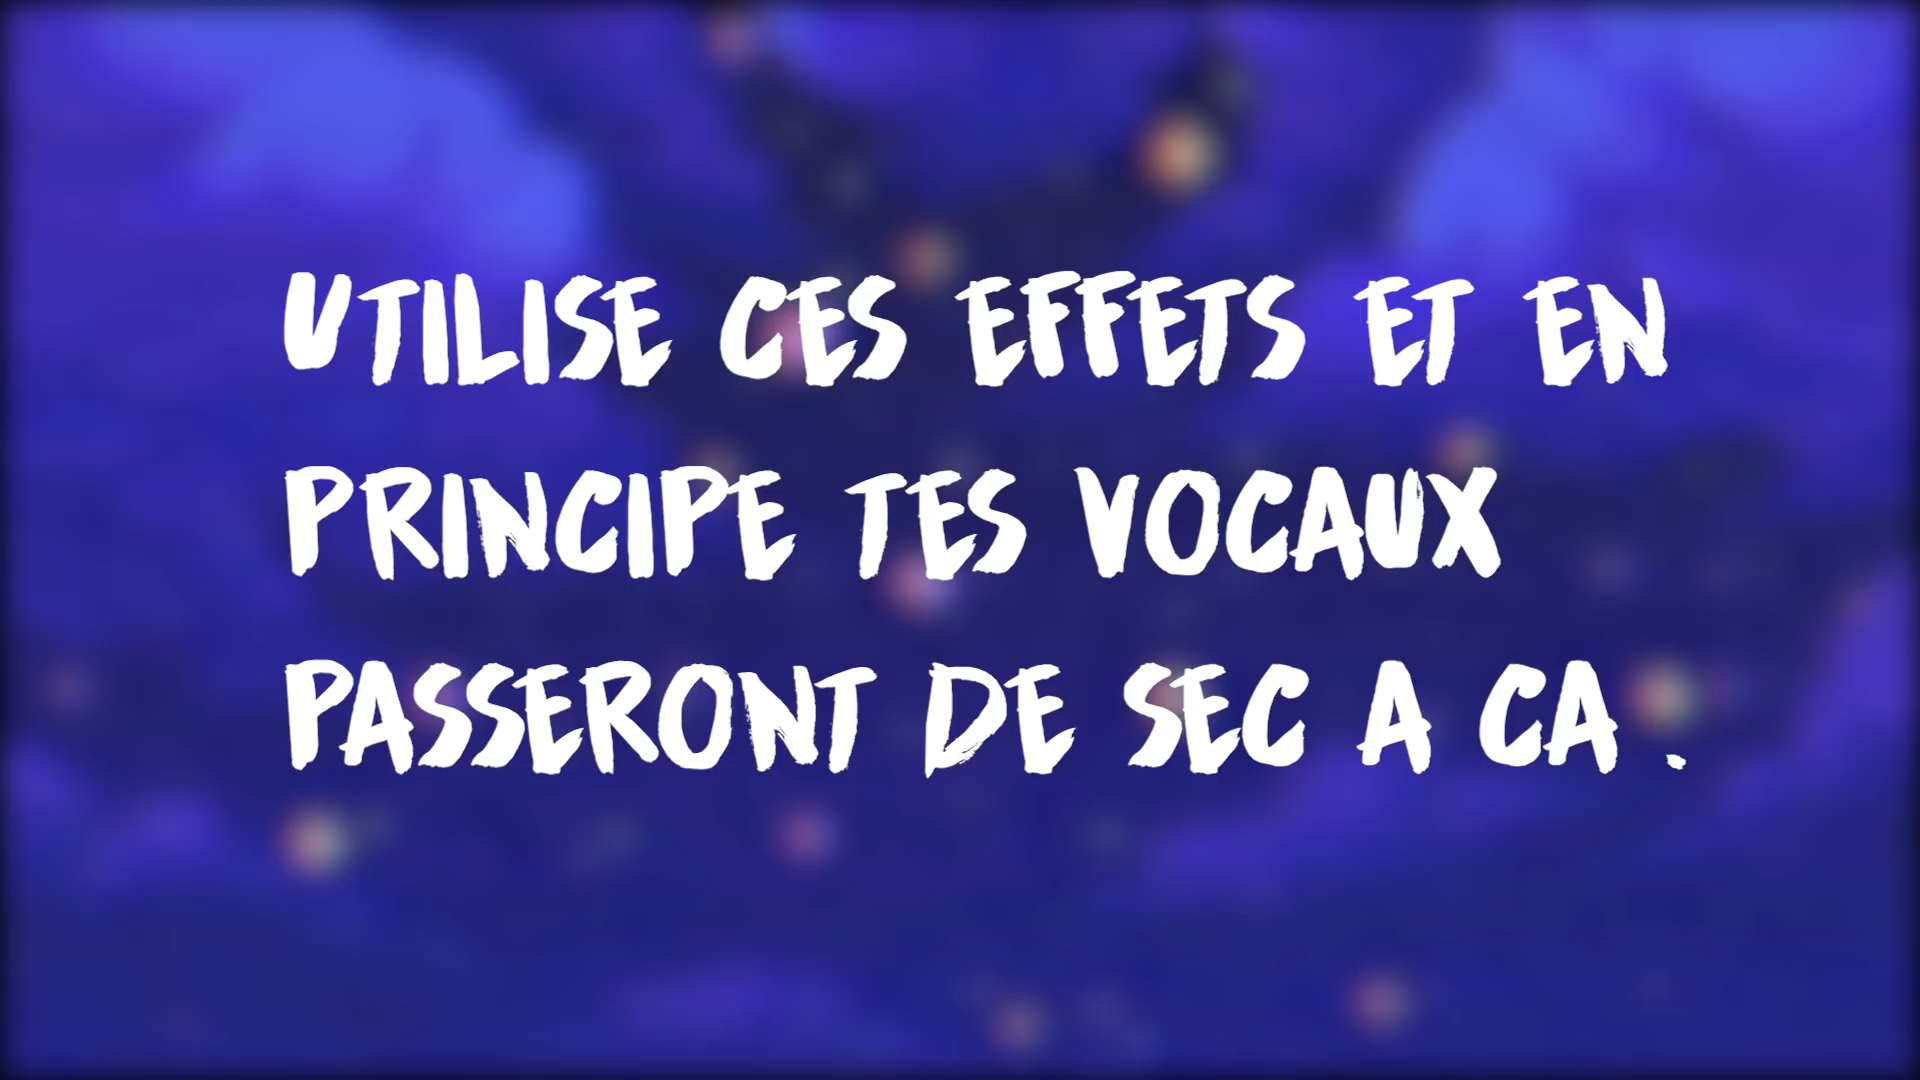 UTILISE CES EFFETS ET EN
PRINCIPE TES VOCAUX
PASSERONT DE SEC A CA .